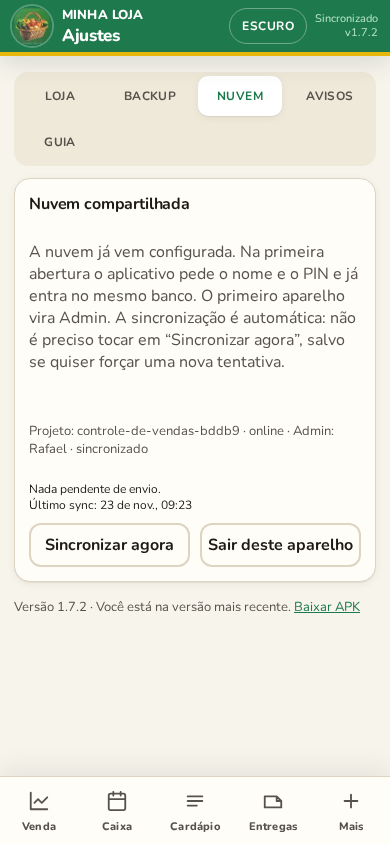 MINHA LOJA
Ajustes
ESCURO
Sincronizado
v1.7.2
LOJA
BACKUP
NUVEM
AVISOS
GUIA
Nuvem compartilhada
A nuvem já vem configurada. Na primeira
abertura o aplicativo pede o nome e o PIN e já
entra no mesmo banco. O primeiro aparelho
vira Admin. A sincronização é automática: não
é preciso tocar em “Sincronizar agora”, salvo
se quiser forçar uma nova tentativa.
Projeto: controle-de-vendas-bddb9 · online · Admin:
Rafael · sincronizado
Nada pendente de envio.
Último sync: 23 de nov., 09:23
Sincronizar agora
Sair deste aparelho
Versão 1.7.2 · Você está na versão mais recente. Baixar APK
Venda
Caixa
Cardápio
Entregas
Mais